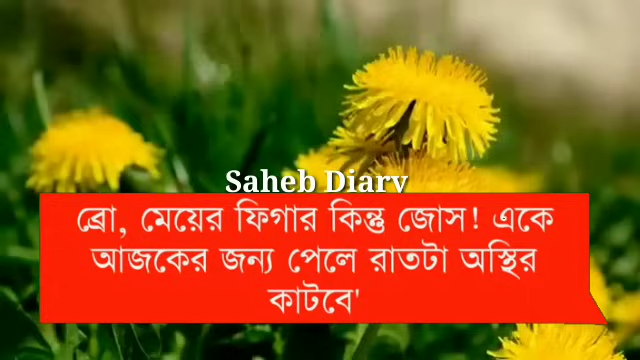 Saheb Diary
ব্রো, মেয়ের ফিগার কিন্তু জোস! একে
আজকের জন্য পেলে রাতটা অস্থির
কাটবে'